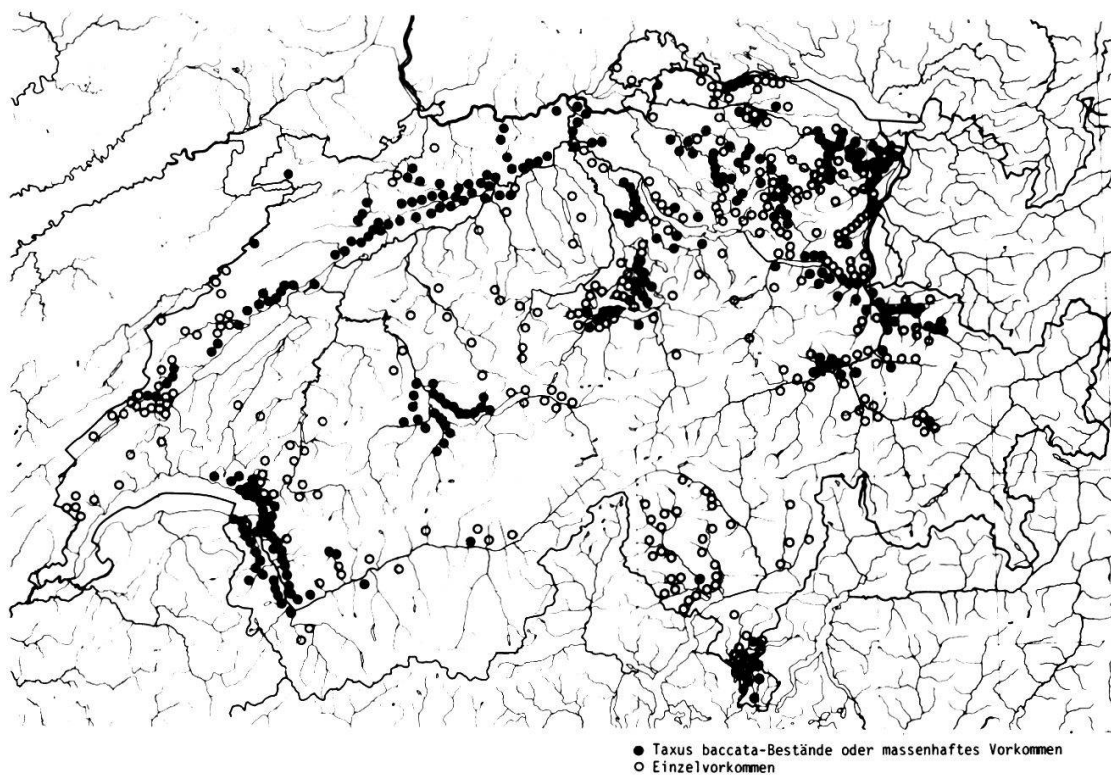 ● Taxus baccata-Bestände oder massenhaftes Vorkommen
○ Einzelvorkommen